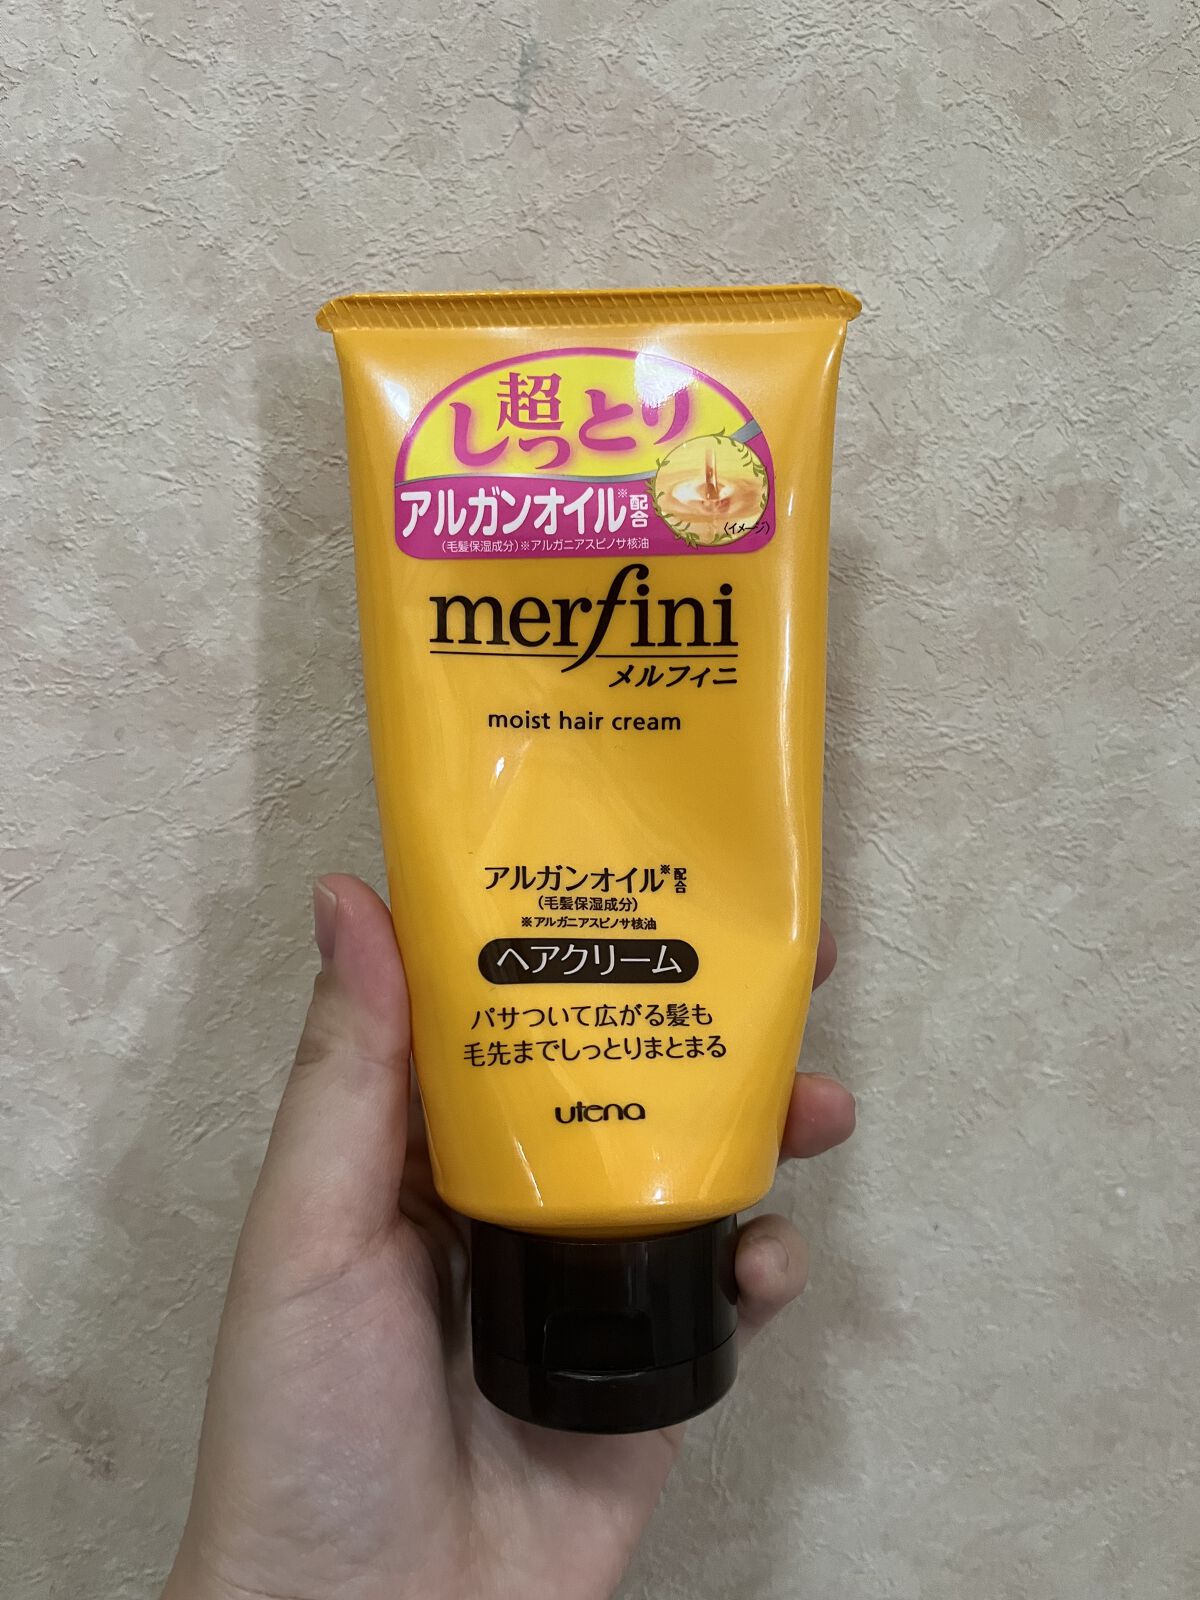 超しっとり
アルガンオイル※配合
(毛髪保湿成分)※アルガニアスピノサ核油
〈イメージ〉
merfini
メルフィニ
moist hair cream
アルガンオイル※配合
(毛髪保湿成分)
※アルガニアスピノサ核油
ヘアクリーム
パサついて広がる髪も
毛先までしっとりまとまる
utena